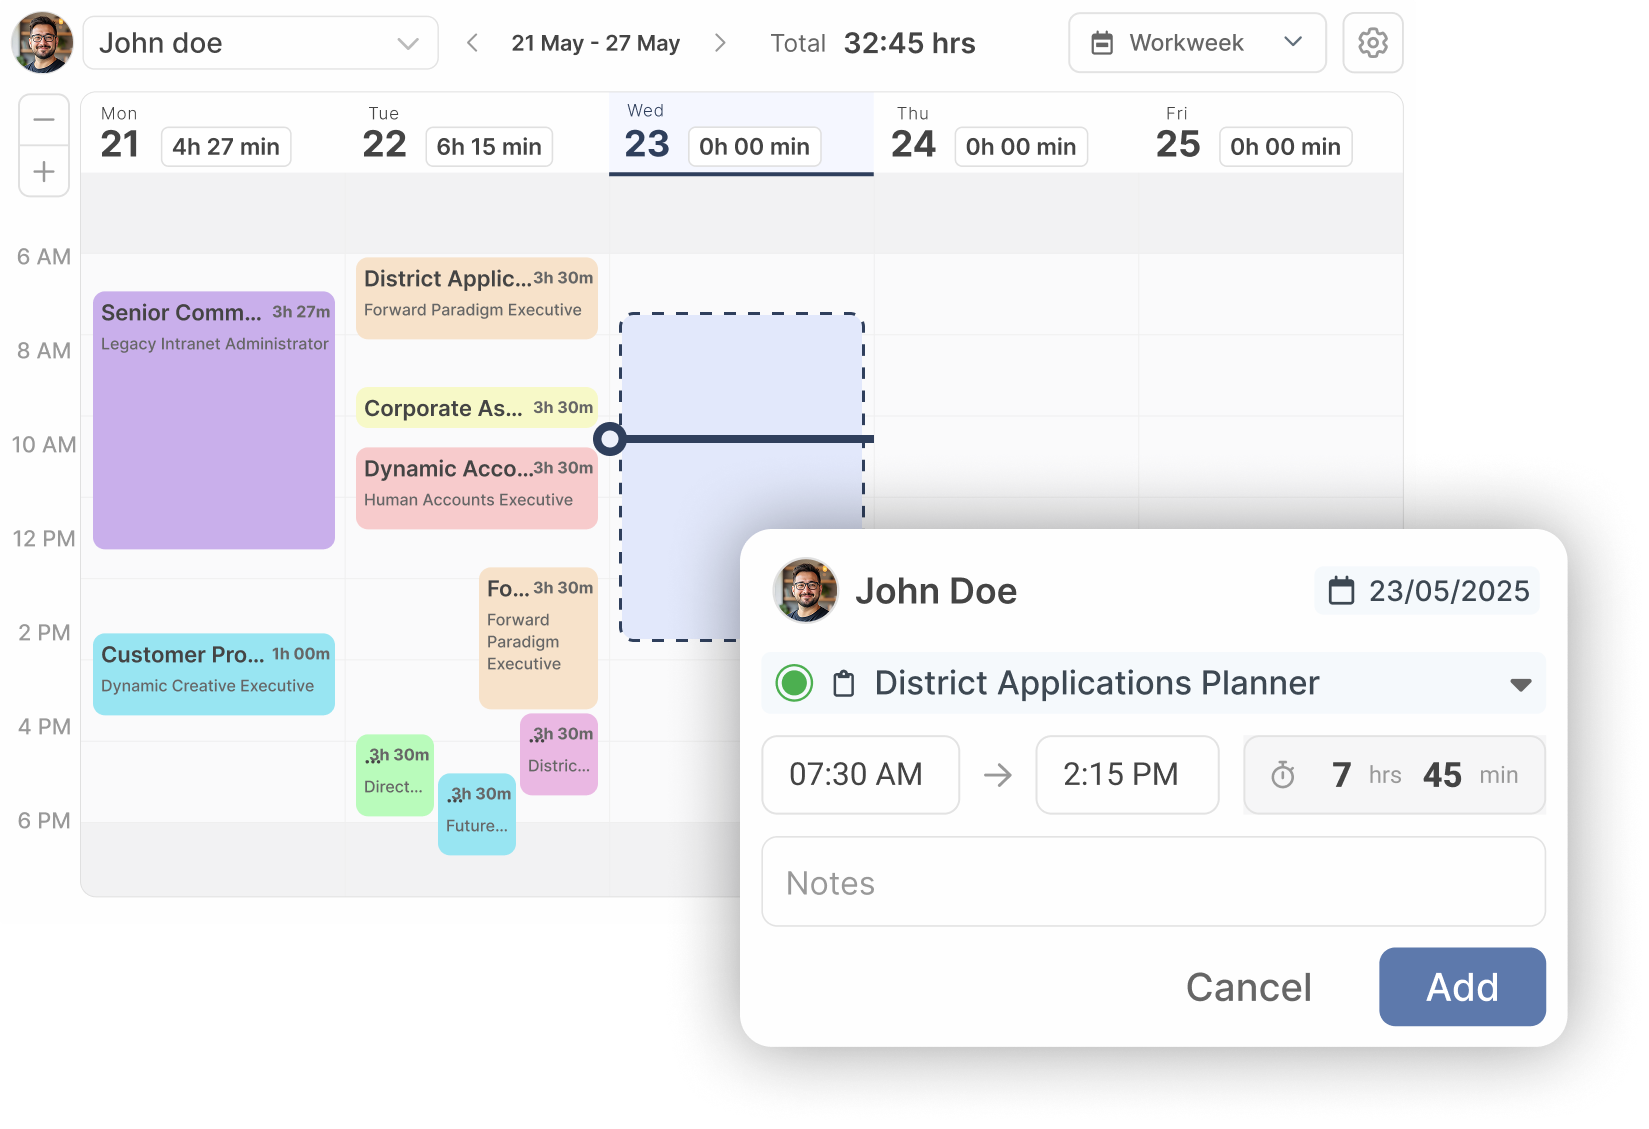 John doe
21 May - 27 May
Total 32:45 hrs
Workweek
Mon
21 4h 27 min
Tue
22 6h 15 min
Wed
23 0h 00 min
Thu
24 0h 00 min
Fri
25 0h 00 min
6 AM
8 AM
10 AM
12 PM
2 PM
4 PM
6 PM
Senior Comm... 3h 27m
Legacy Intranet Administrator
Customer Pro... 1h 00m
Dynamic Creative Executive
District Applic... 3h 30m
Forward Paradigm Executive
Corporate As... 3h 30m
Dynamic Acco... 3h 30m
Human Accounts Executive
Fo... 3h 30m
Forward
Paradigm
Executive
... 3h 30m
Distric...
... 3h 30m
Direct...
... 3h 30m
Future...
John Doe
23/05/2025
District Applications Planner
07:30 AM → 2:15 PM
7 hrs 45 min
Notes
Cancel
Add